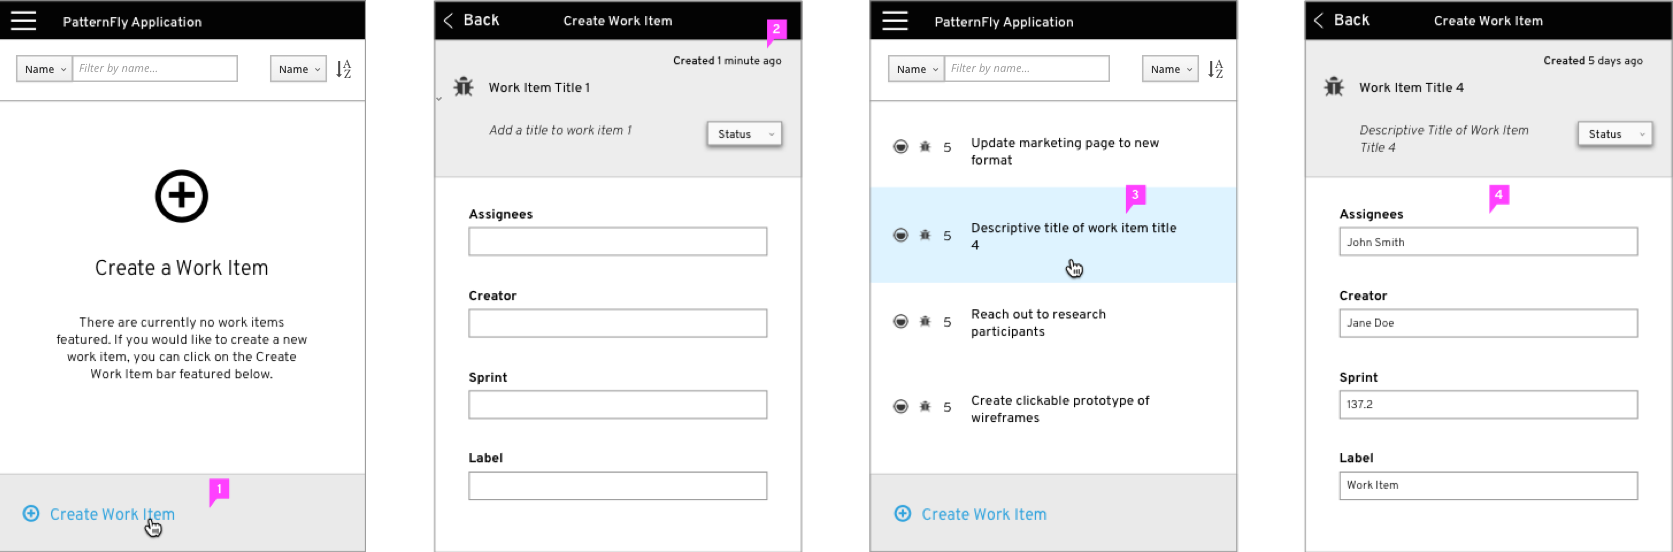 PatternFly Application
Name
Filter by name...
Name
A
Z
Create a Work Item
There are currently no work items
featured. If you would like to create a new
work item, you can click on the Create
Work Item bar featured below.
1
Create Work Item
Back
Create Work Item
2
Created 1 minute ago
Work Item Title 1
Add a title to work item 1
Status
Assignees
Creator
Sprint
Label
PatternFly Application
Name
Filter by name...
Name
A
Z
5
Update marketing page to new
format
3
5
Descriptive title of work item title
4
5
Reach out to research
participants
5
Create clickable prototype of
wireframes
Create Work Item
Back
Create Work Item
Created 5 days ago
Work Item Title 4
Descriptive Title of Work Item
Title 4
Status
4
Assignees
John Smith
Creator
Jane Doe
Sprint
137.2
Label
Work Item